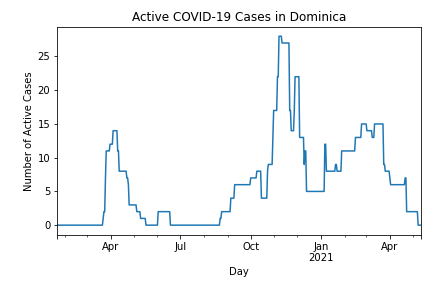 Active COVID-19 Cases in Dominica
Number of Active Cases
25
20
15
10
5
0
Apr
Jul
Oct
Jan
2021
Apr
Day